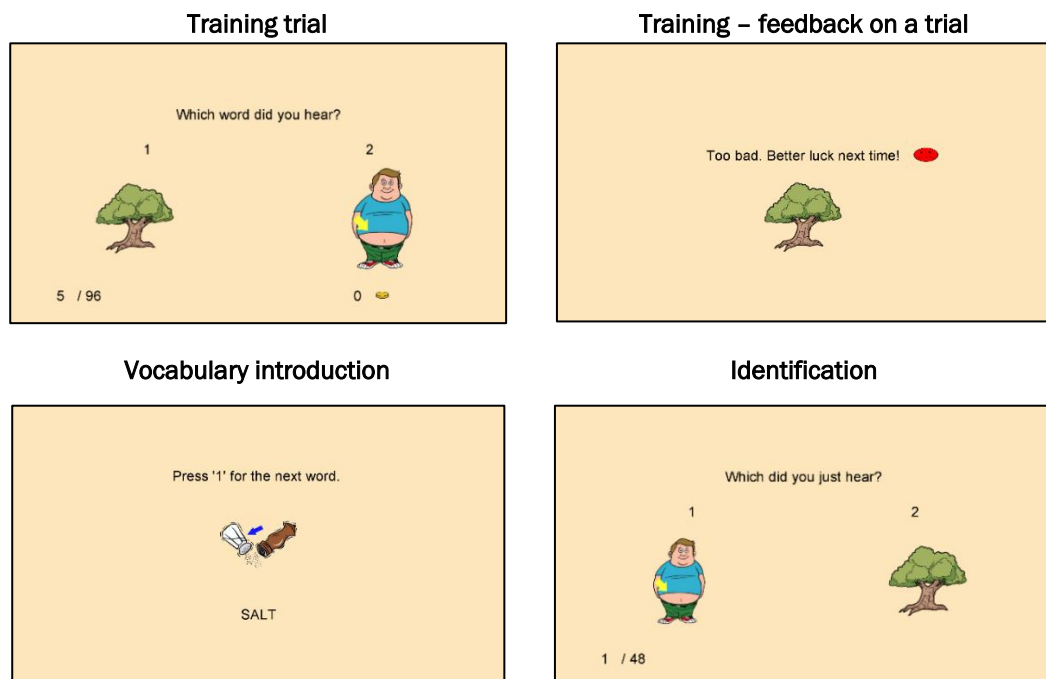 Training trial
Which word did you hear?
1 2
5 / 96 0
Training – feedback on a trial
Too bad. Better luck next time!
Vocabulary introduction
Press '1' for the next word.
SALT
Identification
Which did you just hear?
1 2
1 / 48